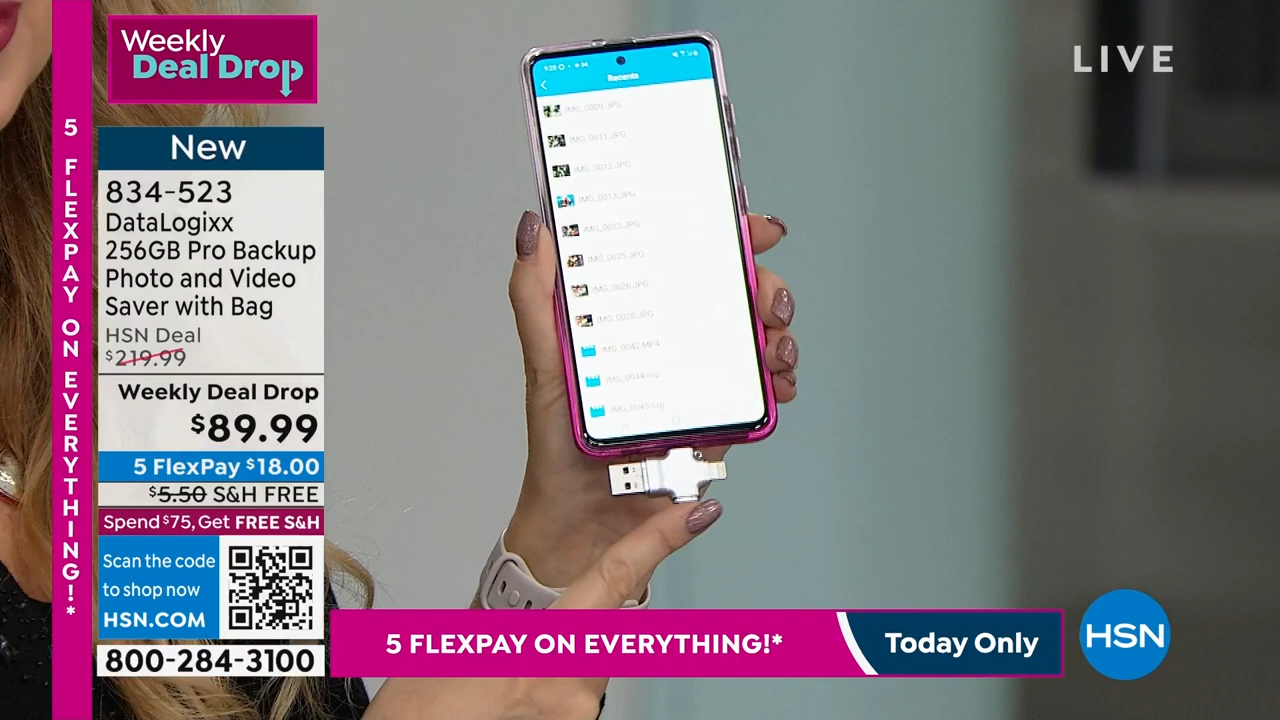 Weekly
Deal Drop
LIVE
5 FLEXPAY ON EVERYTHING!*
New
834-523
DataLogixx
256GB Pro Backup
Photo and Video
Saver with Bag
HSN Deal
$219.99
Weekly Deal Drop
$89.99
5 FlexPay $18.00
$5.50 S&H FREE
Spend $75, Get FREE S&H
Scan the code
to shop now
HSN.COM
800-284-3100
Recents
IMG_0009.JPG
IMG_0011.JPG
IMG_0012.JPG
IMG_0013.JPG
IMG_0022.JPG
IMG_0025.JPG
IMG_0026.JPG
IMG_0028.JPG
IMG_0042.MP4
5 FLEXPAY ON EVERYTHING!*
Today Only
HSN